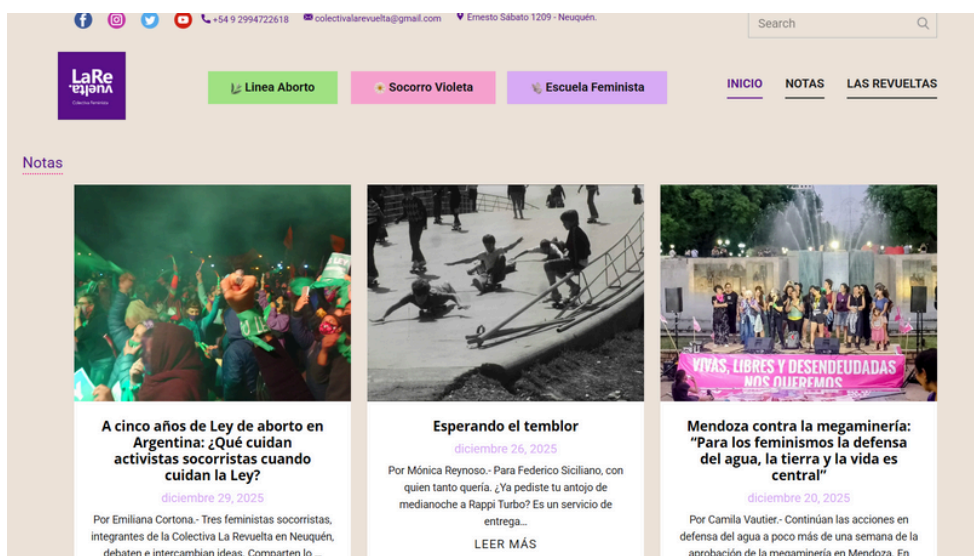 +54 9 2994722618 colectivalarevuelta@gmail.com Ernesto Sábato 1209 - Neuquén.
Search
LaRe
vuelta.
Colectiva Feminista
Linea Aborto
Socorro Violeta
Escuela Feminista
INICIO
NOTAS
LAS REVUELTAS
Notas
VIVAS, LIBRES Y DESENDEUDADAS
NOS QUEREMOS
A cinco años de Ley de aborto en
Argentina: ¿Qué cuidan
activistas socorristas cuando
cuidan la Ley?
diciembre 29, 2025
Por Emiliana Cortona.- Tres feministas socorristas,
integrantes de la Colectiva La Revuelta en Neuquén,
debaten e intercambian ideas. Comparten lo ...
Esperando el temblor
diciembre 26, 2025
Por Mónica Reynoso.- Para Federico Siciliano, con
quien tanto quería. ¿Ya pediste tu antojo de
medianoche a Rappi Turbo? Es un servicio de
entrega...
LEER MÁS
Mendoza contra la megaminería:
“Para los feminismos la defensa
del agua, la tierra y la vida es
central”
diciembre 20, 2025
Por Camila Vautier.- Continúan las acciones en
defensa del agua a poco más de una semana de la
aprobación de la megaminería en Mendoza. En